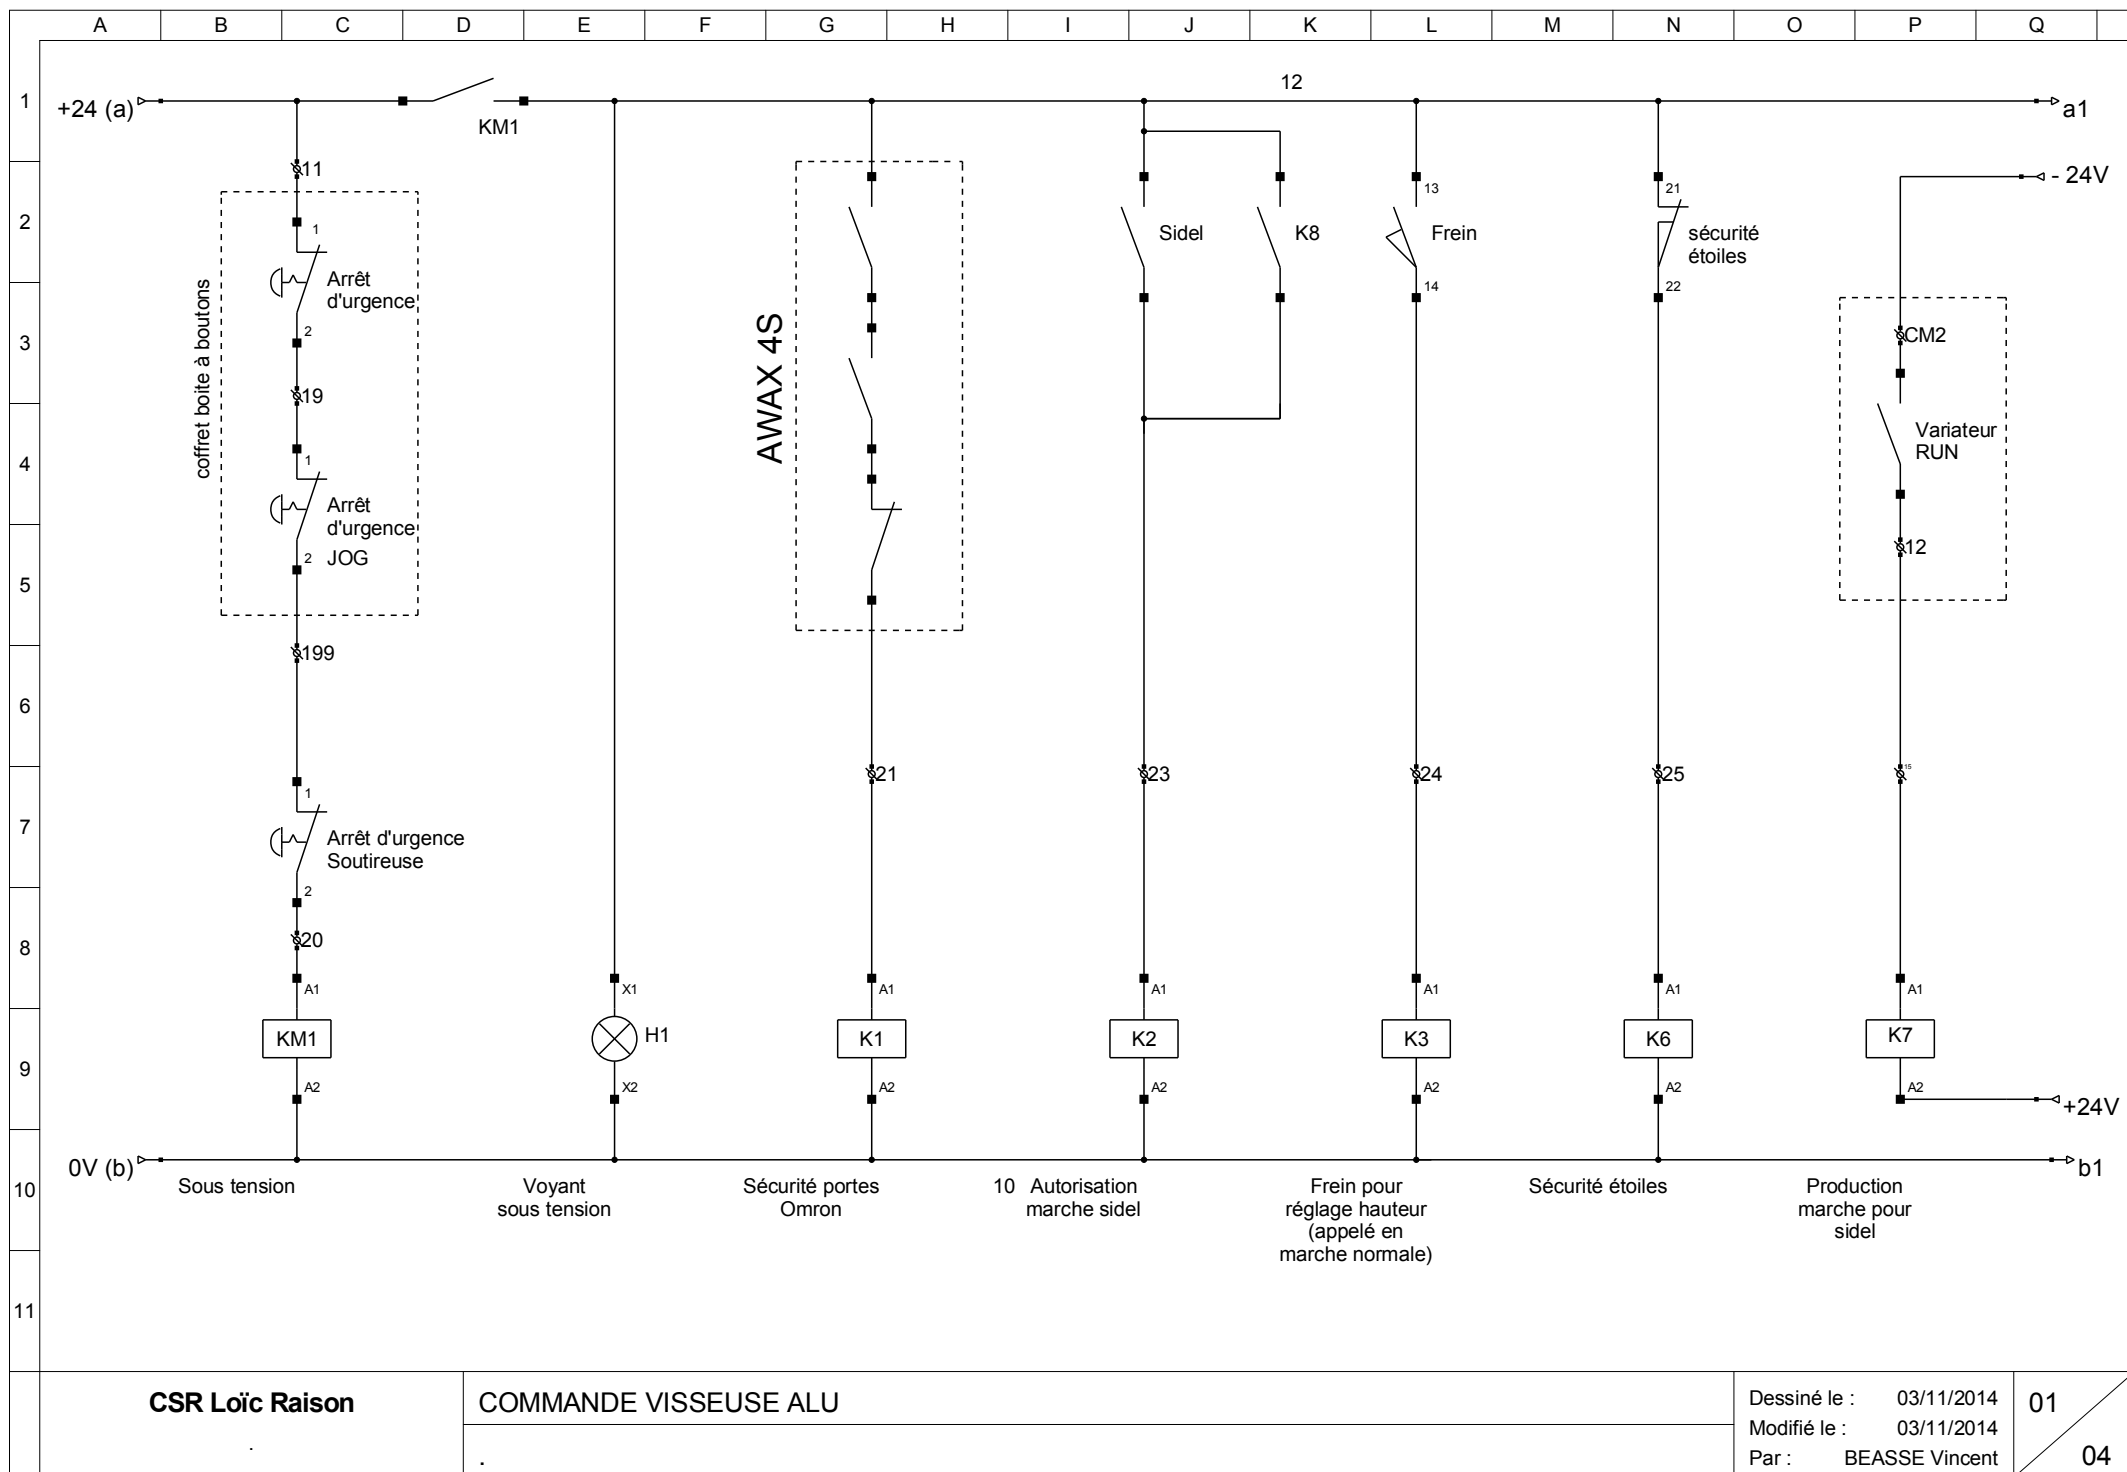 A B C D E F G H I J K L M N O P Q
1
+24 (a)
KM1
12
a1
11
- 24V
2
1
Arrêt
d'urgence
2
coffret boite à boutons
Sidel
K8
13
Frein
14
21
sécurité
étoiles
22
3
19
AWAX 4S
CM2
4
1
Arrêt
d'urgence
2
JOG
Variateur
RUN
12
5
199
6
21
23
24
25
15
7
1
Arrêt d'urgence
Soutireuse
2
8
20
A1
X1
A1
A1
A1
A1
A1
9
KM1
H1
K1
K2
K3
K6
K7
A2
X2
A2
A2
A2
A2
A2
+24V
0V (b)
b1
10
Sous tension
Voyant
sous tension
Sécurité portes
Omron
10 Autorisation
marche sidel
Frein pour
réglage hauteur
(appelé en
marche normale)
Sécurité étoiles
Production
marche pour
sidel
11
CSR Loïc Raison
.
COMMANDE VISSEUSE ALU
.
Dessiné le : 03/11/2014
Modifié le : 03/11/2014
Par : BEASSE Vincent
01
04